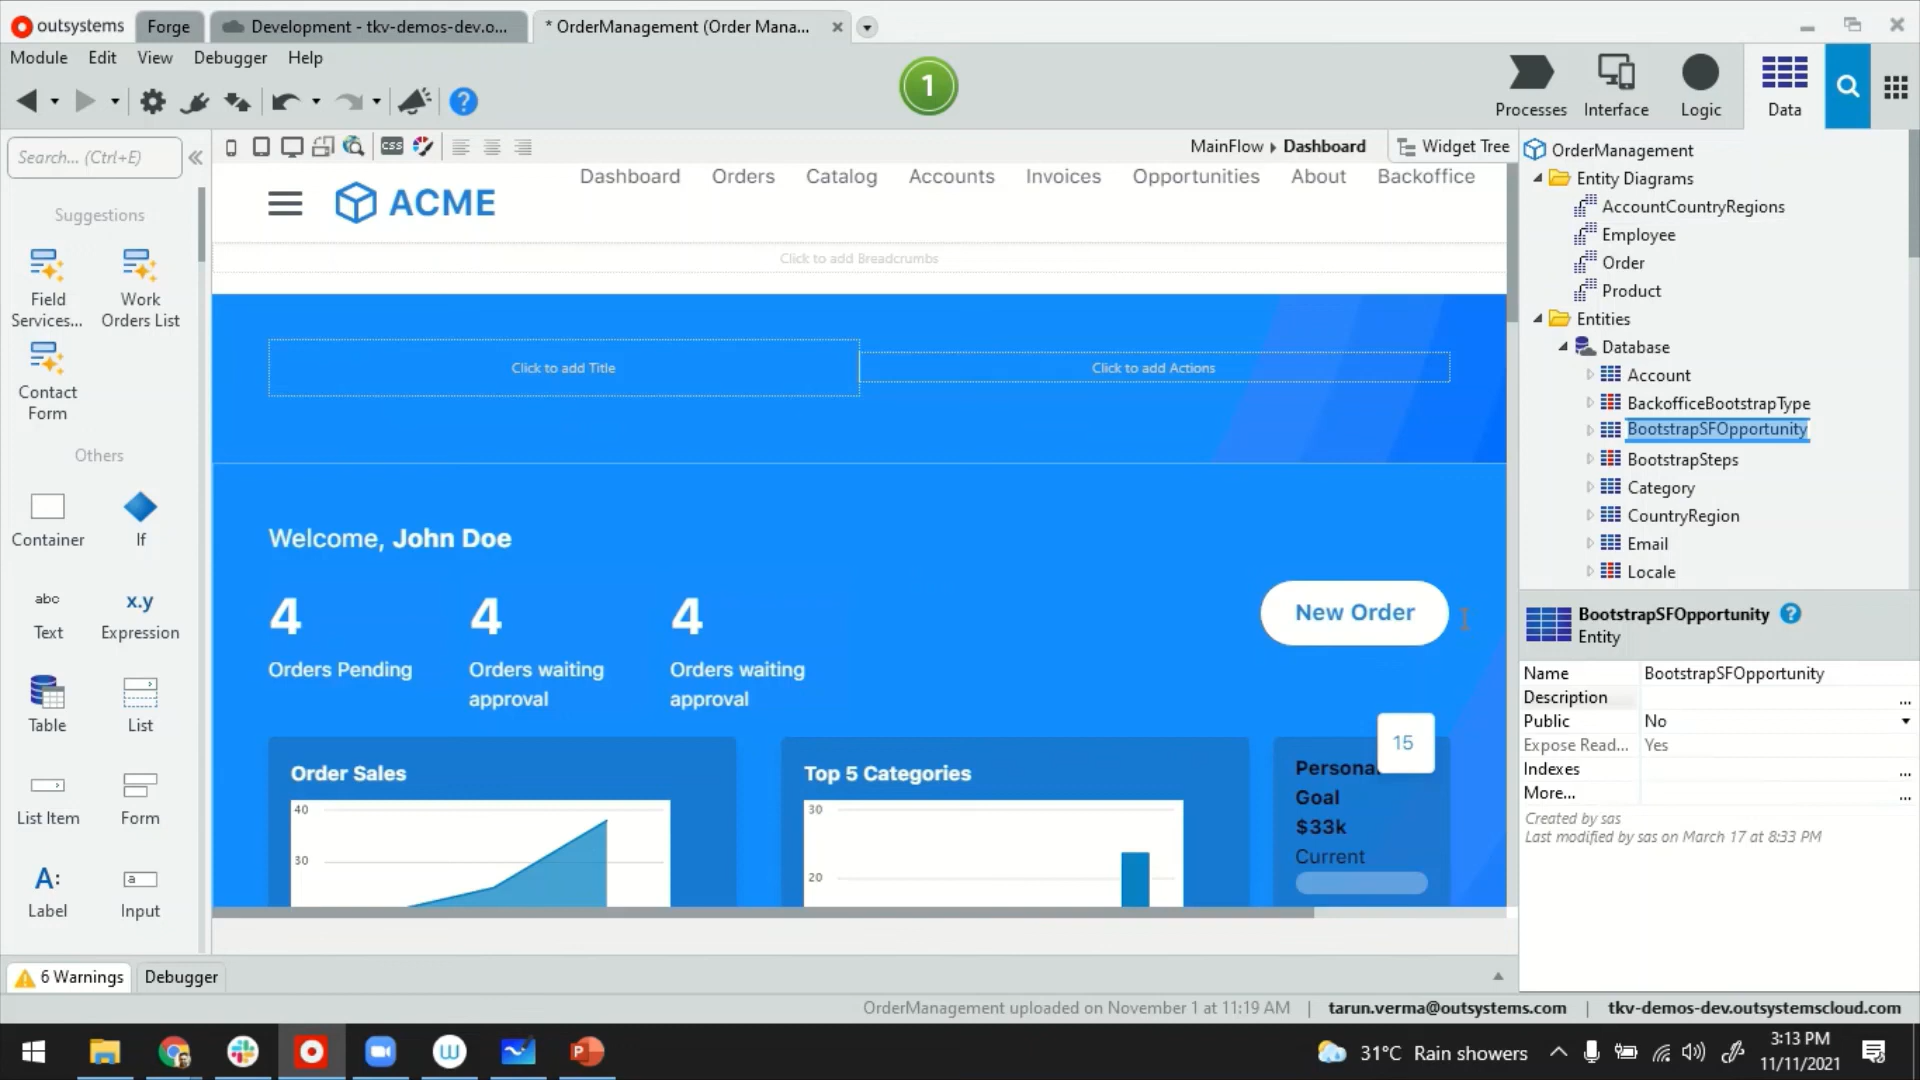 outsystems
Forge
Development - tkv-demos-dev.o...
* OrderManagement (Order Mana...
Module Edit View Debugger Help
1
Processes
Interface
Logic
Data
Search... (Ctrl+E)
MainFlow Dashboard
Widget Tree
Suggestions
Field Services...
Work Orders List
Contact Form
Others
Container
If
abc
Text
x.y
Expression
Table
List
List Item
Form
A:
Label
a
Input
ACME
Dashboard Orders Catalog Accounts Invoices Opportunities About Backoffice
Click to add Breadcrumbs
Click to add Title
Click to add Actions
Welcome, John Doe
4
Orders Pending
4
Orders waiting
approval
4
Orders waiting
approval
New Order
15
Order Sales
40
30
Top 5 Categories
30
20
Personal
Goal
$33k
Current
OrderManagement
Entity Diagrams
AccountCountryRegions
Employee
Order
Product
Entities
Database
Account
BackofficeBootstrapType
BootstrapSFOpportunity
BootstrapSteps
Category
CountryRegion
Email
Locale
BootstrapSFOpportunity ?
Entity
Name BootstrapSFOpportunity
Description ...
Public No
Expose Read... Yes
Indexes ...
More... ...
Created by sas
Last modified by sas on March 17 at 8:33 PM
6 Warnings
Debugger
OrderManagement uploaded on November 1 at 11:19 AM | tarun.verma@outsystems.com | tkv-demos-dev.outsystemscloud.com
31°C Rain showers
3:13 PM
11/11/2021